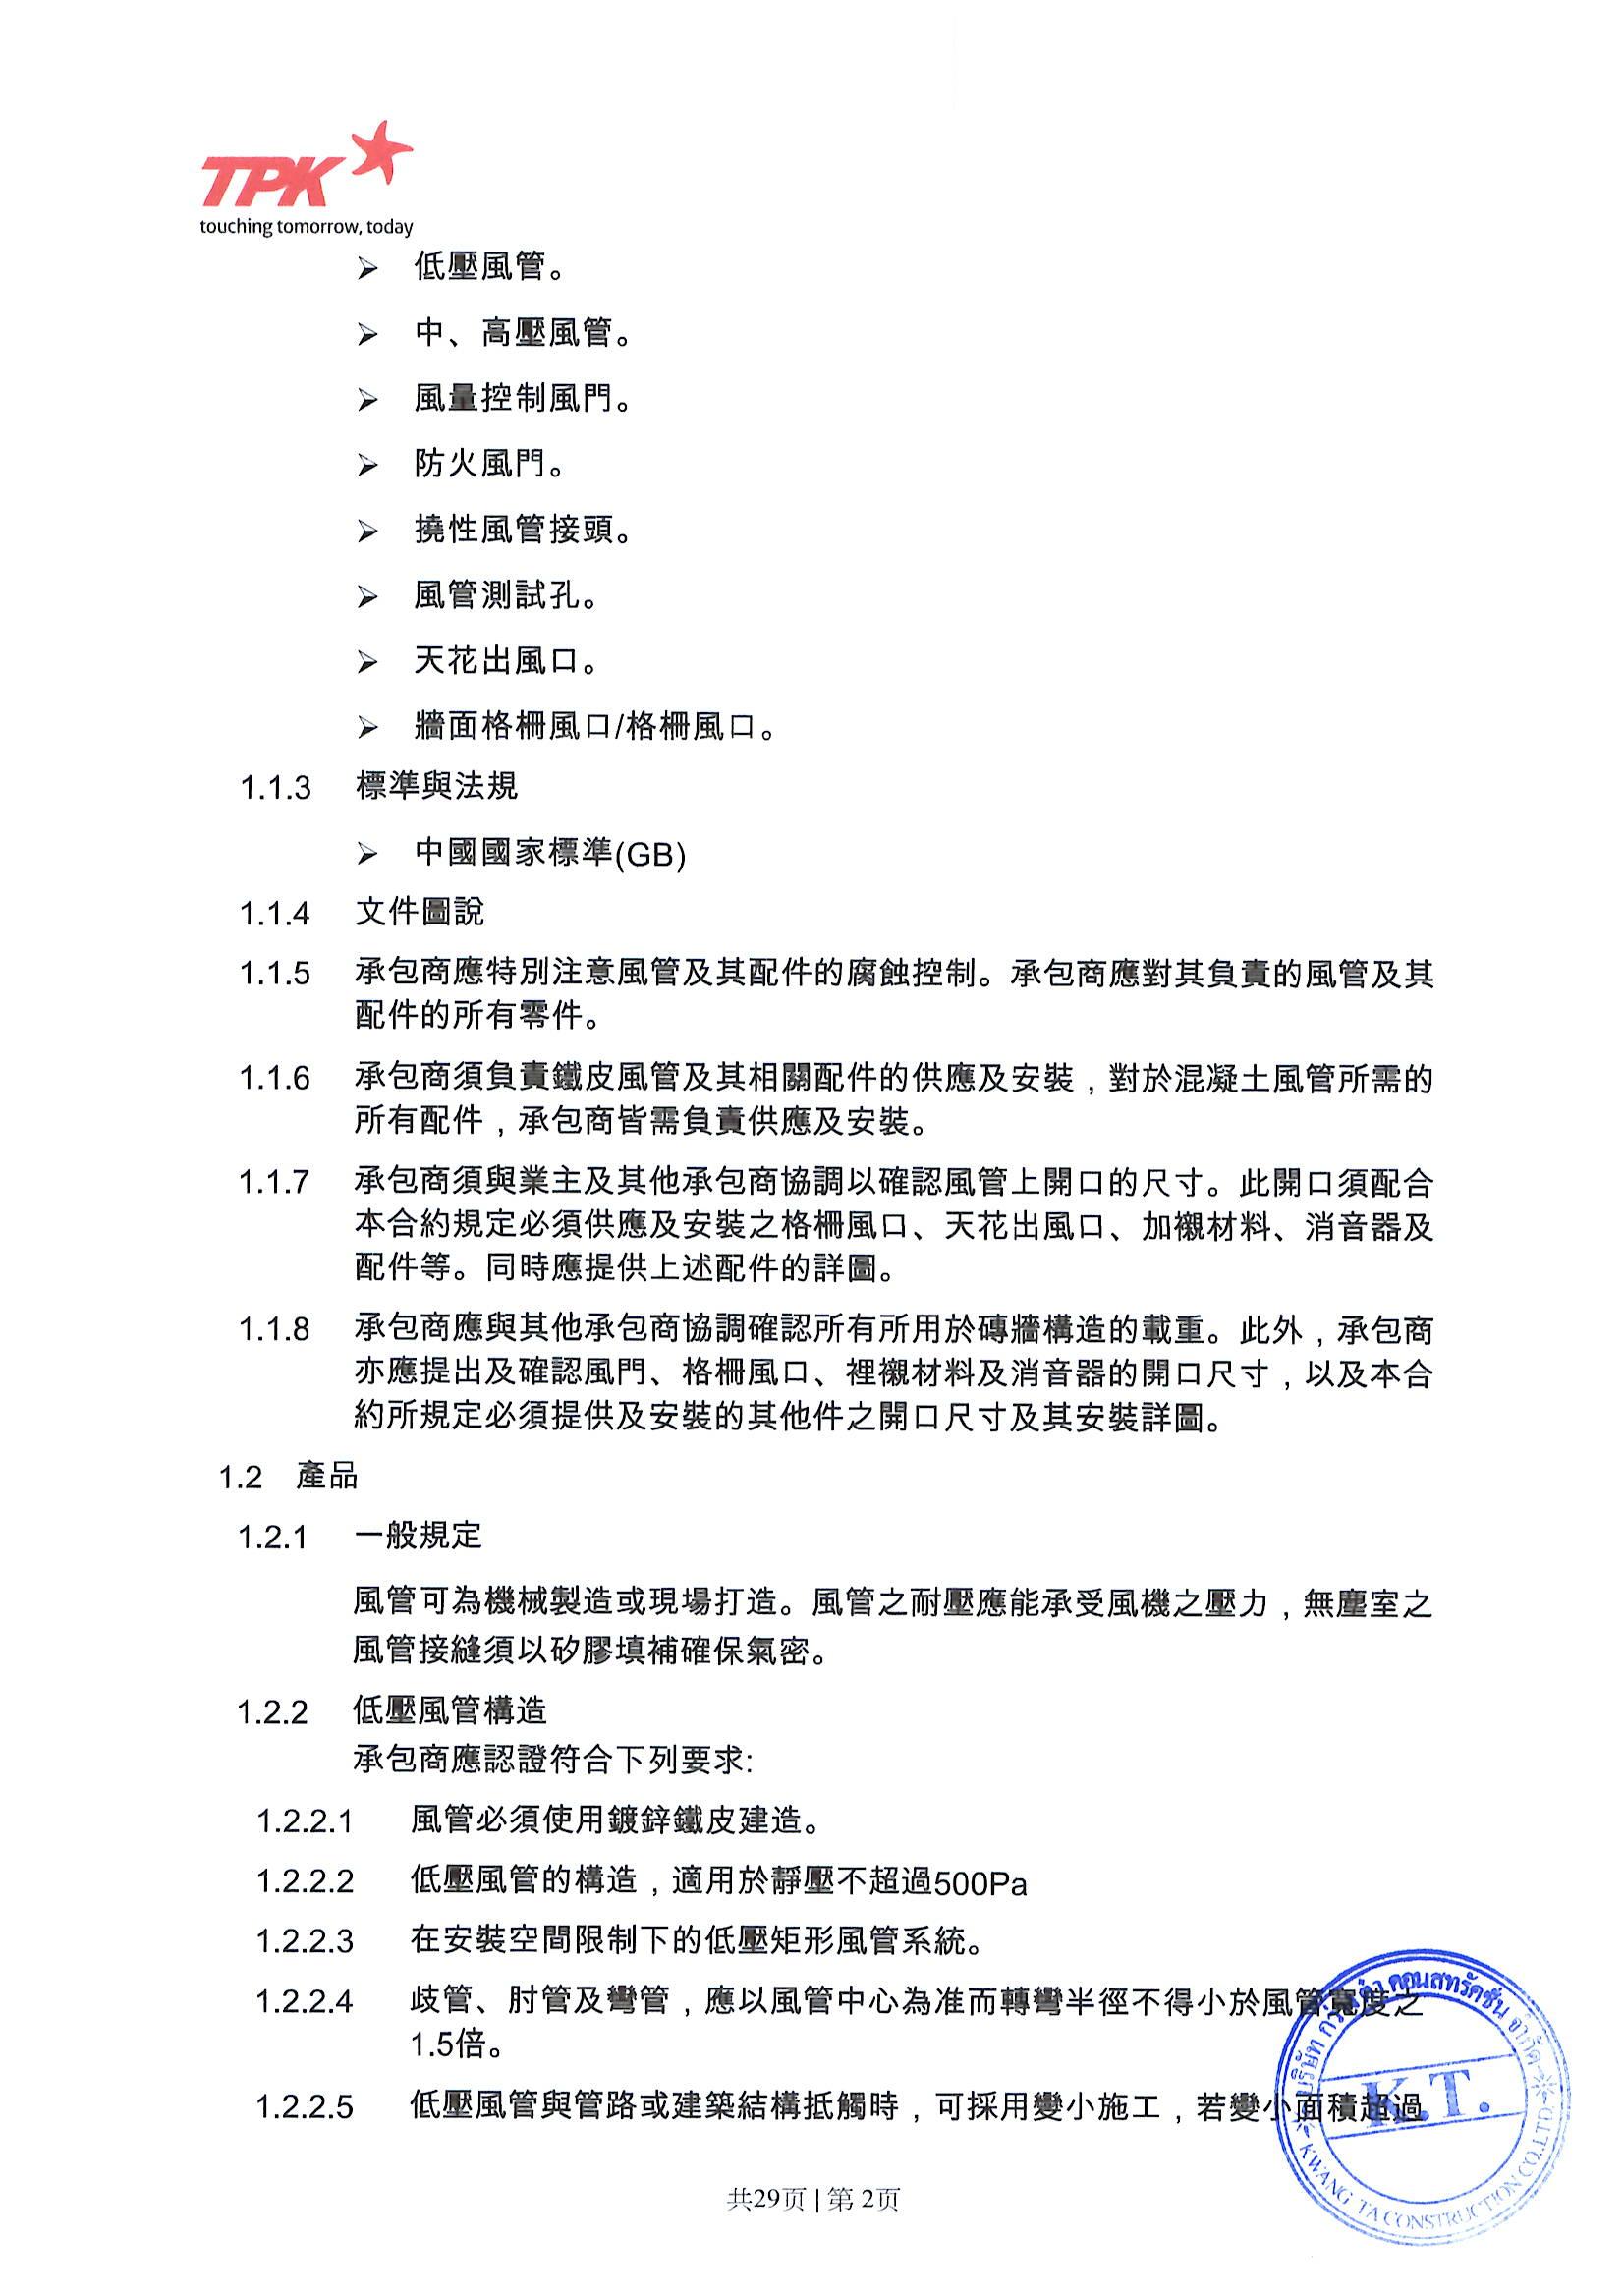 TPK
touching tomorrow, today
➢ 低壓風管。
➢ 中、高壓風管。
➢ 風量控制風門。
➢ 防火風門。
➢ 撓性風管接頭。
➢ 風管測試孔。
➢ 天花出風口。
➢ 牆面格柵風口/格柵風口。
1.1.3 標準與法規
➢ 中國國家標準(GB)
1.1.4 文件圖說
1.1.5 承包商應特別注意風管及其配件的腐蝕控制。承包商應對其負責的風管及其
配件的所有零件。
1.1.6 承包商須負責鐵皮風管及其相關配件的供應及安裝，對於混凝土風管所需的
所有配件，承包商皆需負責供應及安裝。
1.1.7 承包商須與業主及其他承包商協調以確認風管上開口的尺寸。此開口須配合
本合約規定必須供應及安裝之格柵風口、天花出風口、加襯材料、消音器及
配件等。同時應提供上述配件的詳圖。
1.1.8 承包商應與其他承包商協調確認所有所用於磚牆構造的載重。此外，承包商
亦應提出及確認風門、格柵風口、裡襯材料及消音器的開口尺寸，以及本合
約所規定必須提供及安裝的其他件之開口尺寸及其安裝詳圖。
1.2 產品
1.2.1 一般規定
風管可為機械製造或現場打造。風管之耐壓應能承受風機之壓力，無塵室之
風管接縫須以矽膠填補確保氣密。
1.2.2 低壓風管構造
承包商應認證符合下列要求:
1.2.2.1 風管必須使用鍍鋅鐵皮建造。
1.2.2.2 低壓風管的構造，適用於靜壓不超過500Pa
1.2.2.3 在安裝空間限制下的低壓矩形風管系統。
1.2.2.4 歧管、肘管及彎管，應以風管中心為准而轉彎半徑不得小於風管寬度之
1.5倍。
1.2.2.5 低壓風管與管路或建築結構抵觸時，可採用變小施工，若變小面積超過
บริษัท กวงต้า คอนสทรัคชั่น จำกัด
K.T.
KWANG TA CONSTRUCTION CO.,LTD.
共29页 | 第 2页